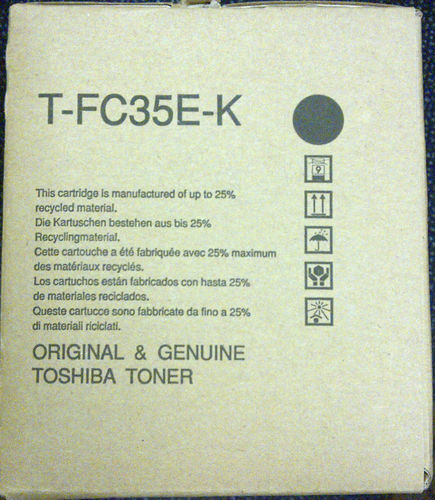 T-FC35E-K
This cartridge is manufactured of up to 25%
recycled material.
Die Kartuschen bestehen aus bis 25%
Recyclingmaterial.
Cette cartouche a été fabriquée avec 25% maximum
des matériaux recyclés.
Los cartuchos están fabricados con hasta 25%
de materiales reciclados.
Queste cartucce sono fabbricate da fino a 25%
di materiali riciclati.
ORIGINAL & GENUINE
TOSHIBA TONER